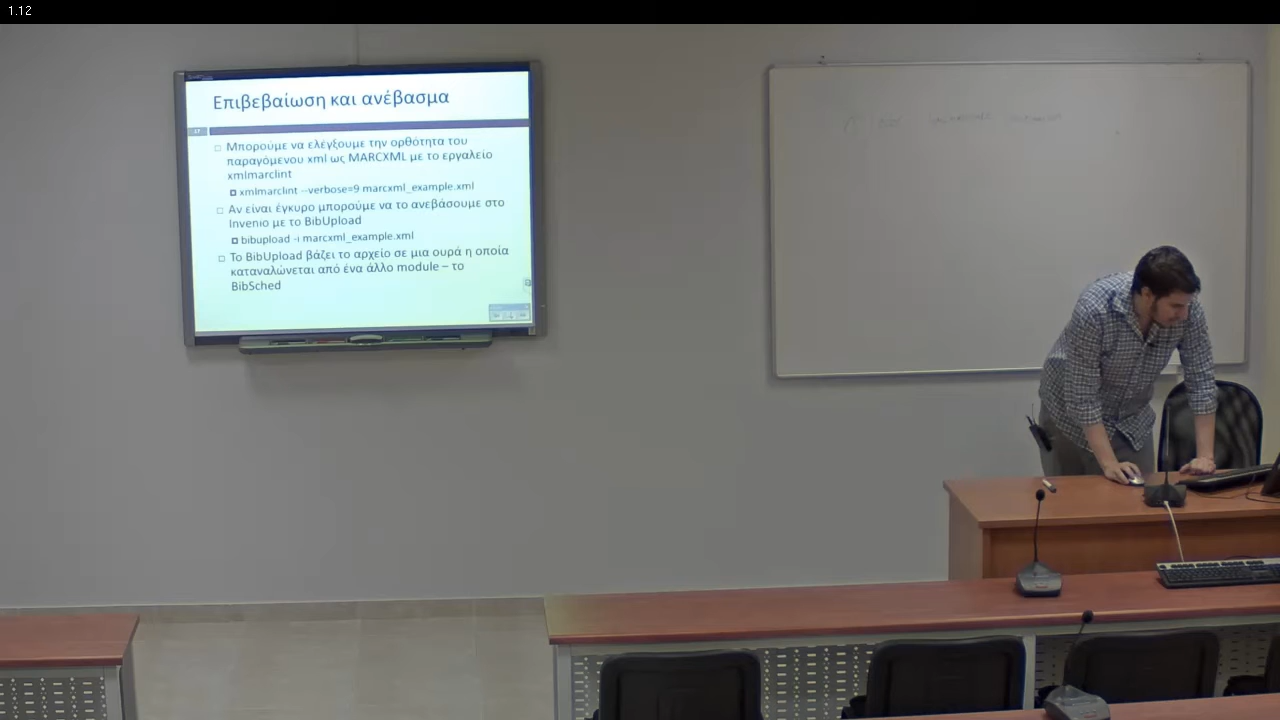 1.12
Επιβεβαίωση και ανέβασμα
17
Μπορούμε να ελέγξουμε την ορθότητα του
παραγόμενου xml ως MARCXML με το εργαλείο
xmlmarclint
xmlmarclint --verbose=9 marcxml_example.xml
Αν είναι έγκυρο μπορούμε να το ανεβάσουμε στο
Invenio με το BibUpload
bibupload -i marcxml_example.xml
Το BibUpload βάζει το αρχείο σε μια ουρά η οποία
καταναλώνεται από ένα άλλο module – το
BibSched